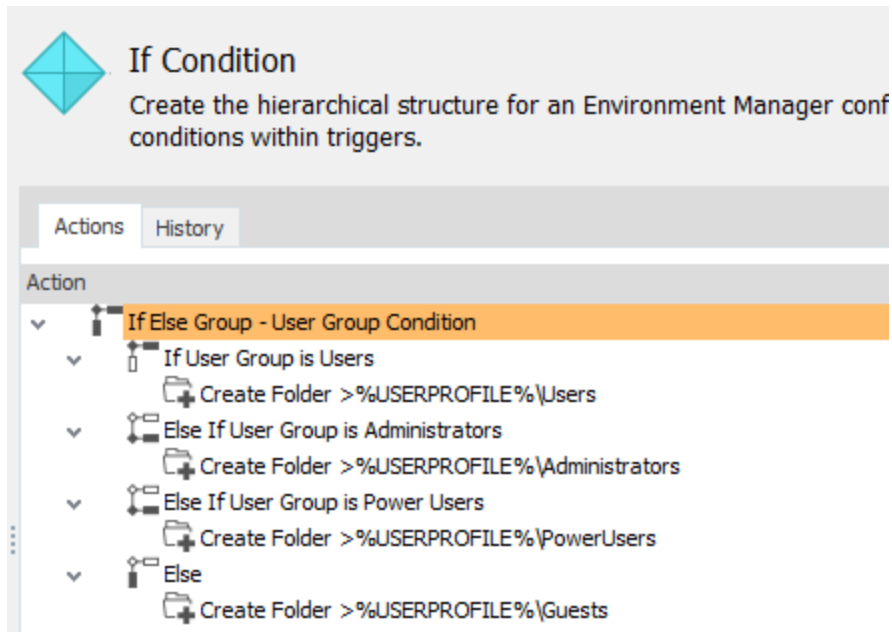 If Condition
Create the hierarchical structure for an Environment Manager conf
conditions within triggers.
Actions History
Action
If Else Group - User Group Condition
If User Group is Users
Create Folder >%USERPROFILE%\Users
Else If User Group is Administrators
Create Folder >%USERPROFILE%\Administrators
Else If User Group is Power Users
Create Folder >%USERPROFILE%\PowerUsers
Else
Create Folder >%USERPROFILE%\Guests